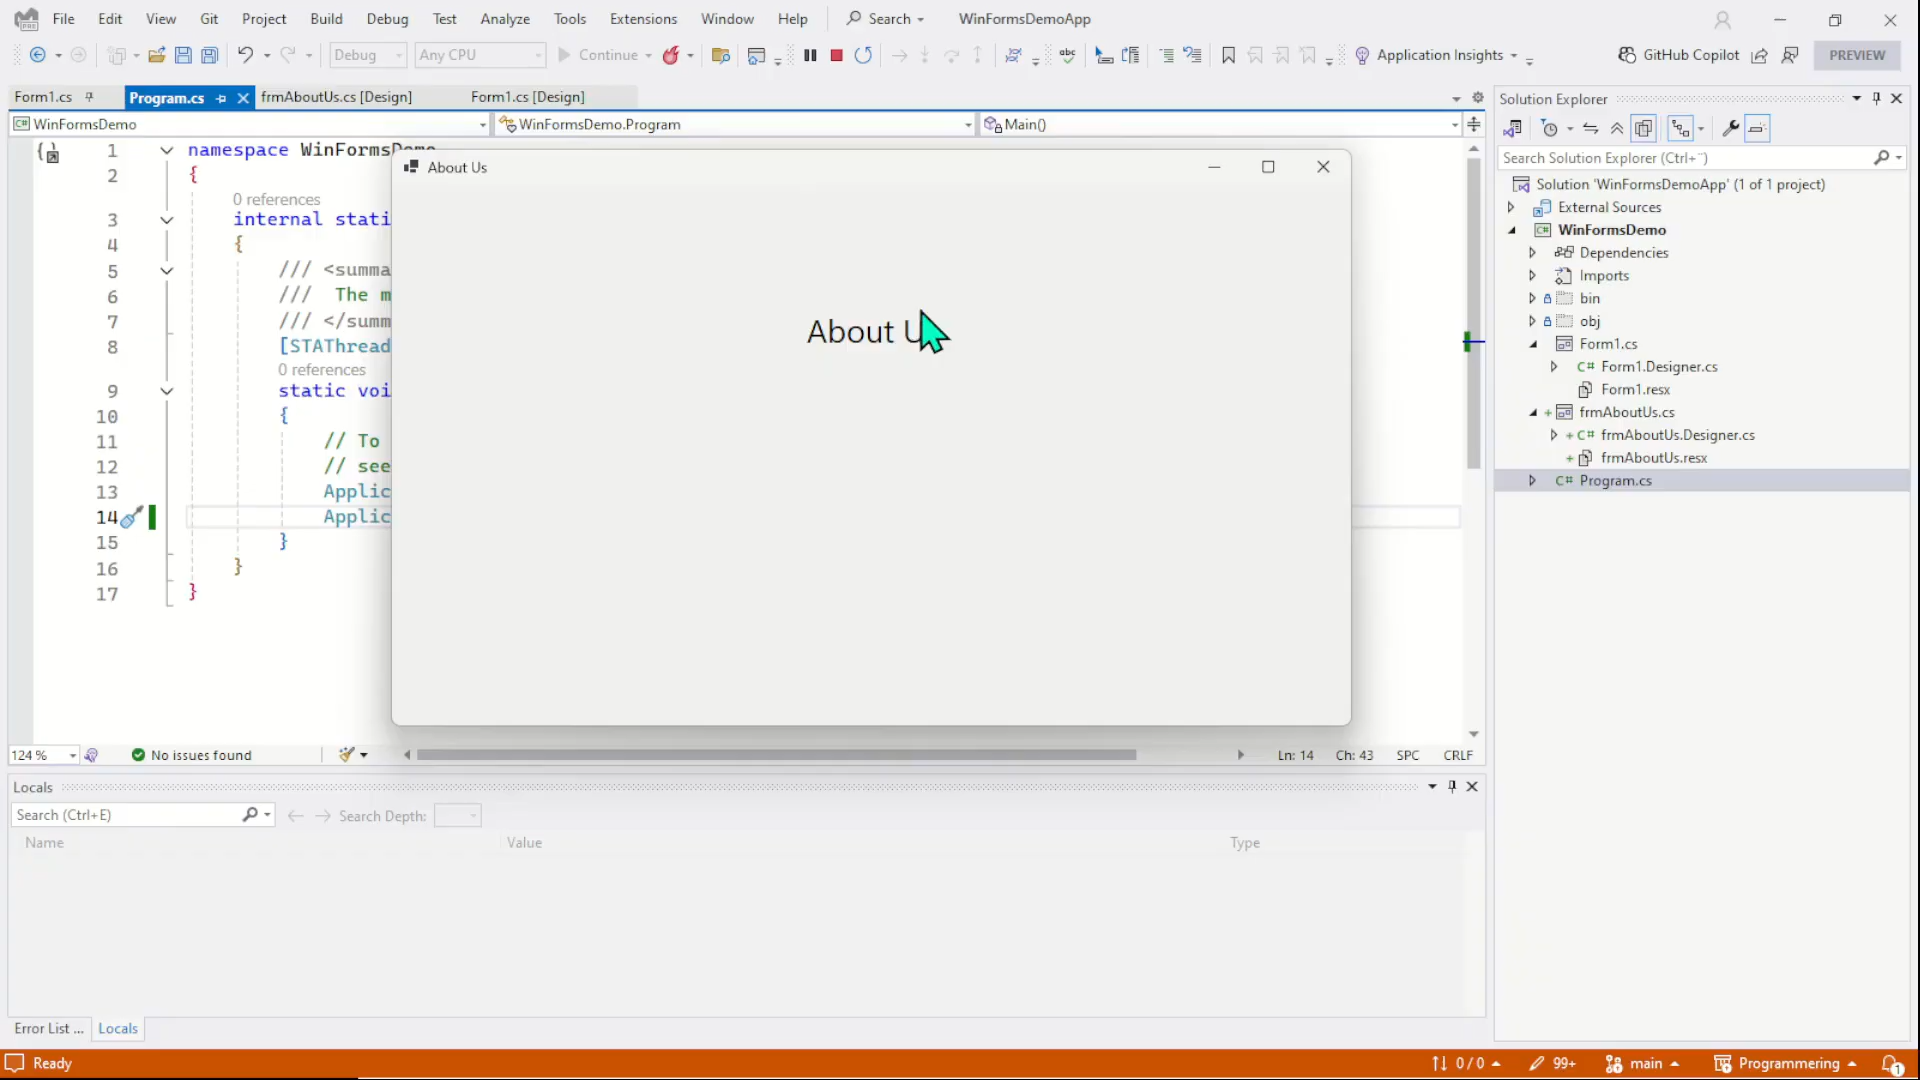 File Edit View Git Project Build Debug Test Analyze Tools Extensions Window Help Search WinFormsDemoApp
Debug Any CPU Continue Application Insights GitHub Copilot PREVIEW
Form1.cs Program.cs frmAboutUs.cs [Design] Form1.cs [Design]
WinFormsDemo WinFormsDemo.Program Main()
1 namespace WinFormsDemo
2 {
0 references
3 internal stati
4 {
5 /// <summa
6 /// The m
7 /// </summ
8 [STAThread
0 references
9 static voi
10 {
11 // To
12 // see
13 Applic
14 Applic
15 }
16 }
17 }
About Us
About U
124 % No issues found Ln: 14 Ch: 43 SPC CRLF
Locals
Search (Ctrl+E) Search Depth:
Name Value Type
Error List ... Locals
Solution Explorer
Search Solution Explorer (Ctrl+¨)
Solution 'WinFormsDemoApp' (1 of 1 project)
External Sources
WinFormsDemo
Dependencies
Imports
bin
obj
Form1.cs
C# Form1.Designer.cs
Form1.resx
+ frmAboutUs.cs
+ C# frmAboutUs.Designer.cs
+ frmAboutUs.resx
C# Program.cs
Ready 0 / 0 99+ main Programmering 1